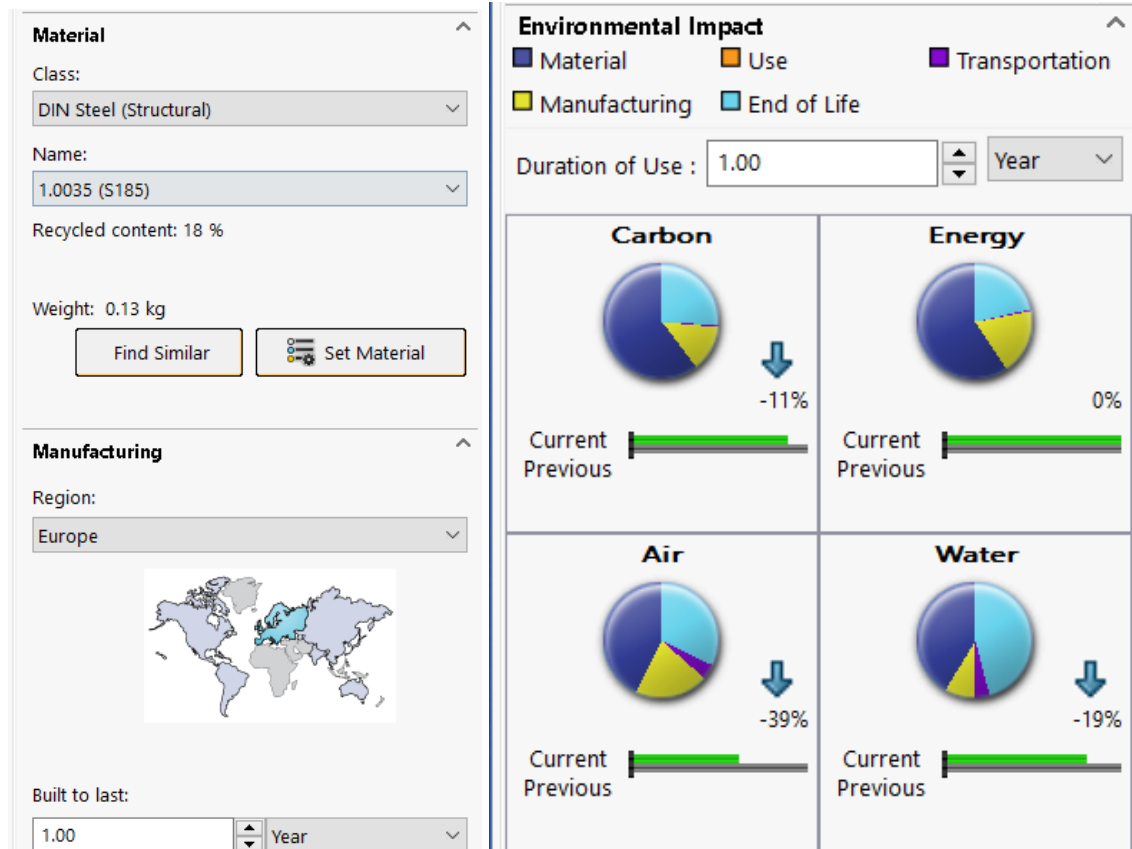 Material
Class:
DIN Steel (Structural)
Name:
1.0035 (S185)
Recycled content: 18 %
Weight: 0.13 kg
Find Similar
Set Material
Manufacturing
Region:
Europe
Built to last:
1.00
Year
Environmental Impact
Material
Use
Transportation
Manufacturing
End of Life
Duration of Use :
1.00
Year
Carbon
-11%
Current
Previous
Energy
0%
Current
Previous
Air
-39%
Current
Previous
Water
-19%
Current
Previous